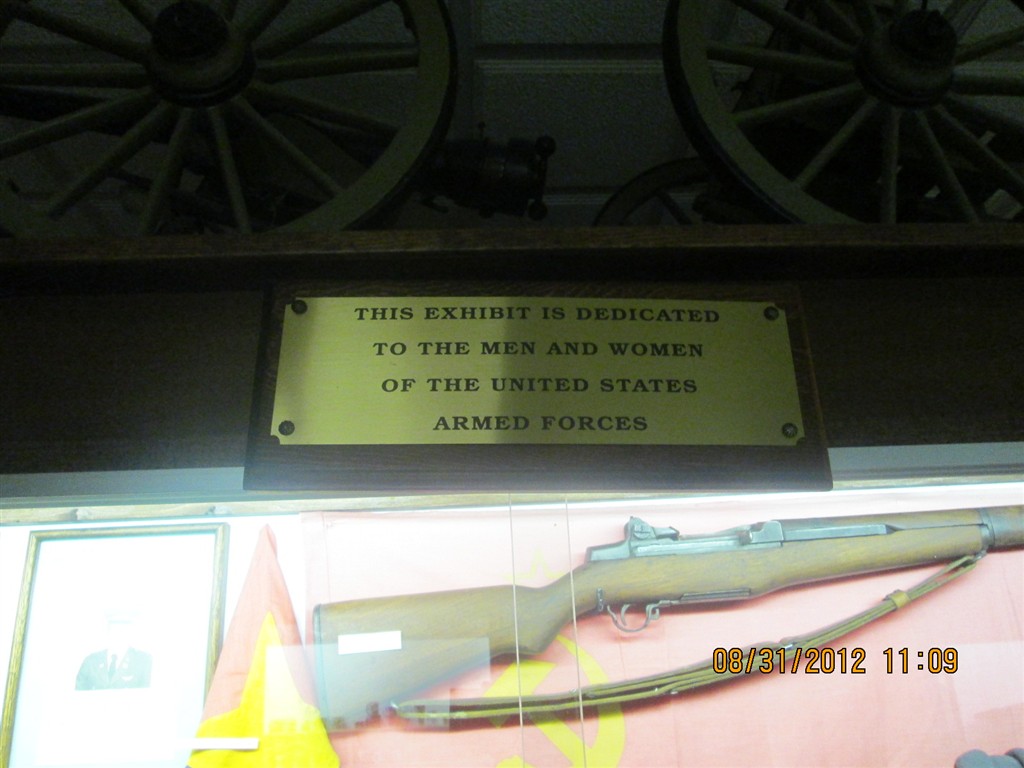 THIS EXHIBIT IS DEDICATED
TO THE MEN AND WOMEN
OF THE UNITED STATES
ARMED FORCES
08/31/2012 11:09